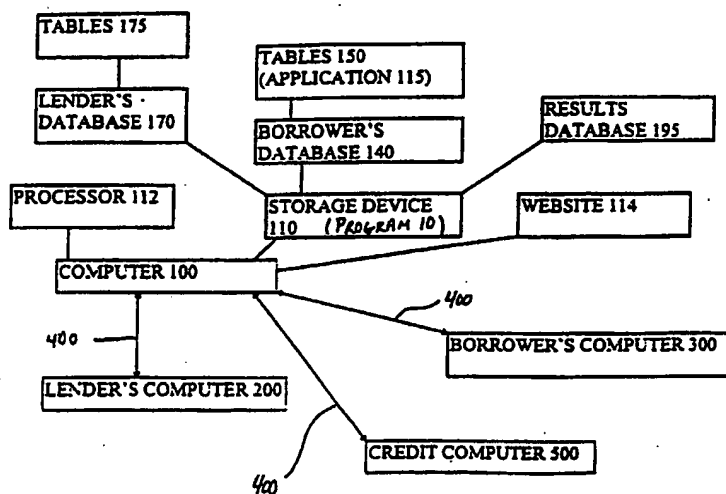 TABLES 175
TABLES 150
(APPLICATION 115)
LENDER'S
DATABASE 170
BORROWER'S
DATABASE 140
RESULTS
DATABASE 195
PROCESSOR 112
STORAGE DEVICE
110 (PROGRAM 10)
WEBSITE 114
COMPUTER 100
400
400
BORROWER'S COMPUTER 300
LENDER'S COMPUTER 200
CREDIT COMPUTER 500
400